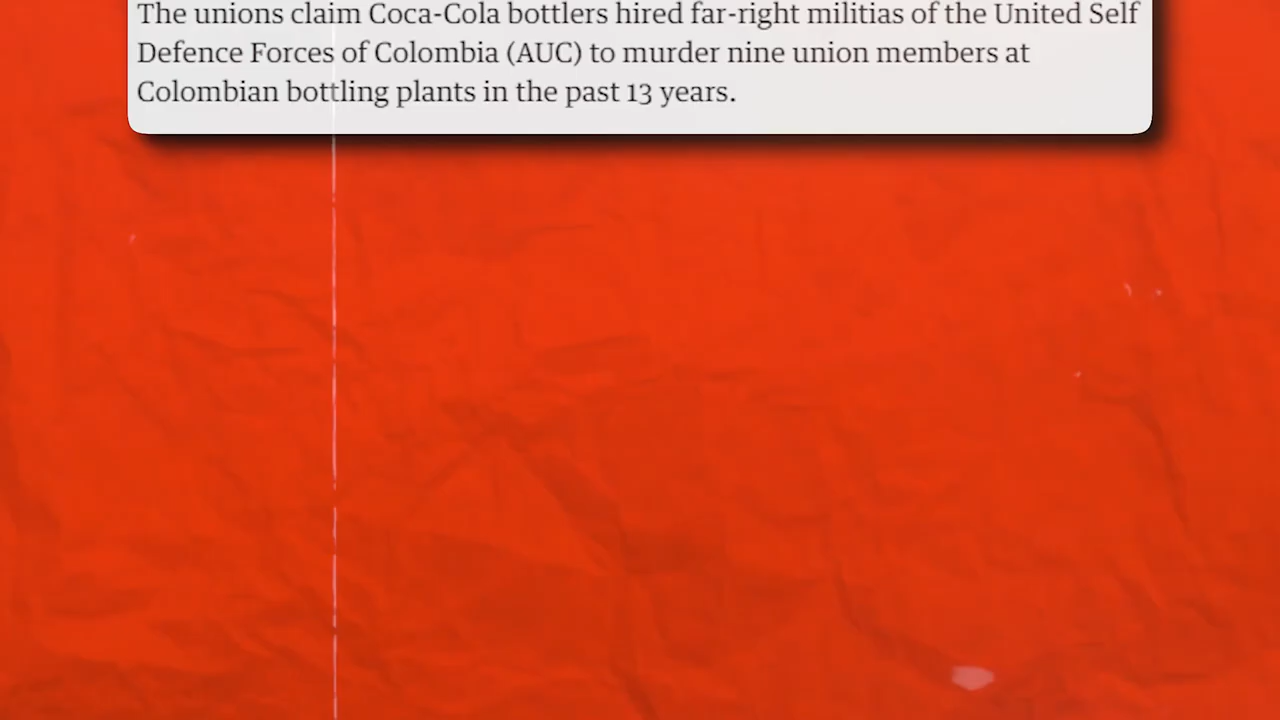 The unions claim Coca-Cola bottlers hired far-right militias of the United Self
Defence Forces of Colombia (AUC) to murder nine union members at
Colombian bottling plants in the past 13 years.